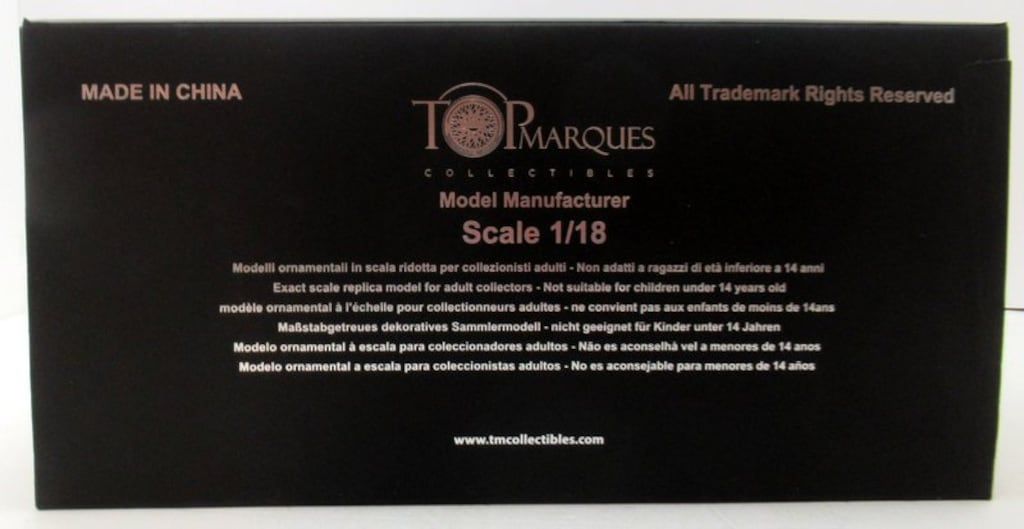 MADE IN CHINA
All Trademark Rights Reserved
TOPMARQUES
COLLECTIBLES
Model Manufacturer
Scale 1/18
Modelli ornamentali in scala ridotta per collezionisti adulti - Non adatti a ragazzi di età inferiore a 14 anni
Exact scale replica model for adult collectors - Not suitable for children under 14 years old
modèle ornamental à l'échelle pour collectionneurs adultes - ne convient pas aux enfants de moins de 14ans
Maßstabgetreues dekoratives Sammlermodell - nicht geeignet für Kinder unter 14 Jahren
Modelo ornamental à escala para coleccionadores adultos - Não es aconselhà vel a menores de 14 anos
Modelo ornamental a escala para coleccionistas adultos - No es aconsejable para menores de 14 años
www.tmcollectibles.com